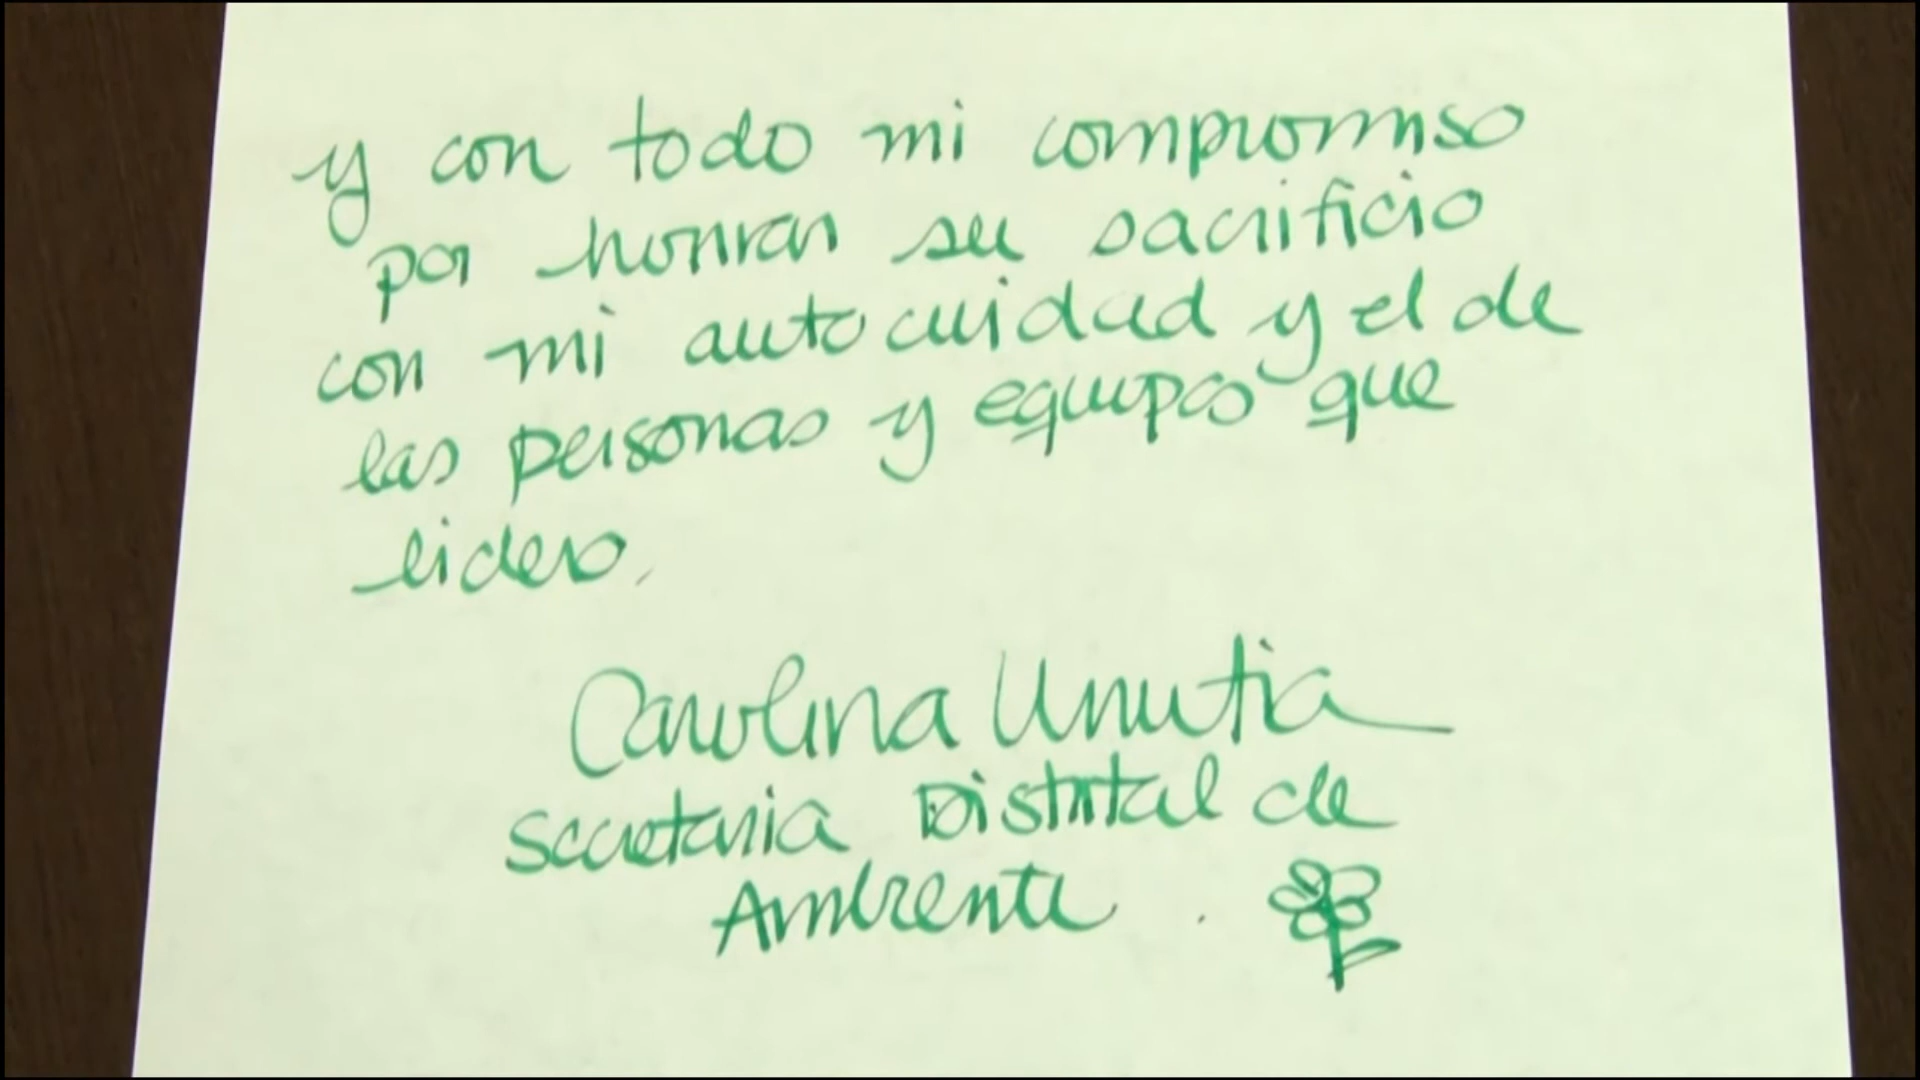 y con todo mi compromiso
por honrar su sacrificio
con mi autocuidad y el de
las personas y equipos que
lidero.
Carolina Urrutia
Secretaria Distrital de
Ambiente.